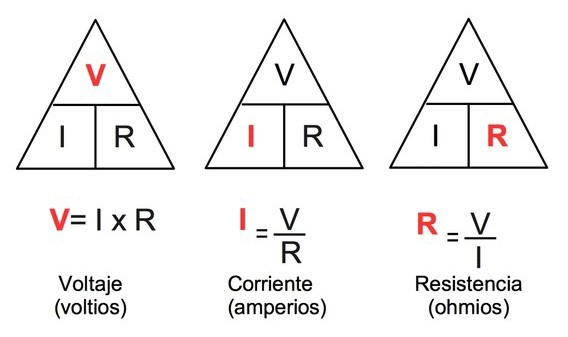 V
I R
V
I R
V
I R
V= I x R
I = V
R
R = V
I
Voltaje
(voltios)
Corriente
(amperios)
Resistencia
(ohmios)